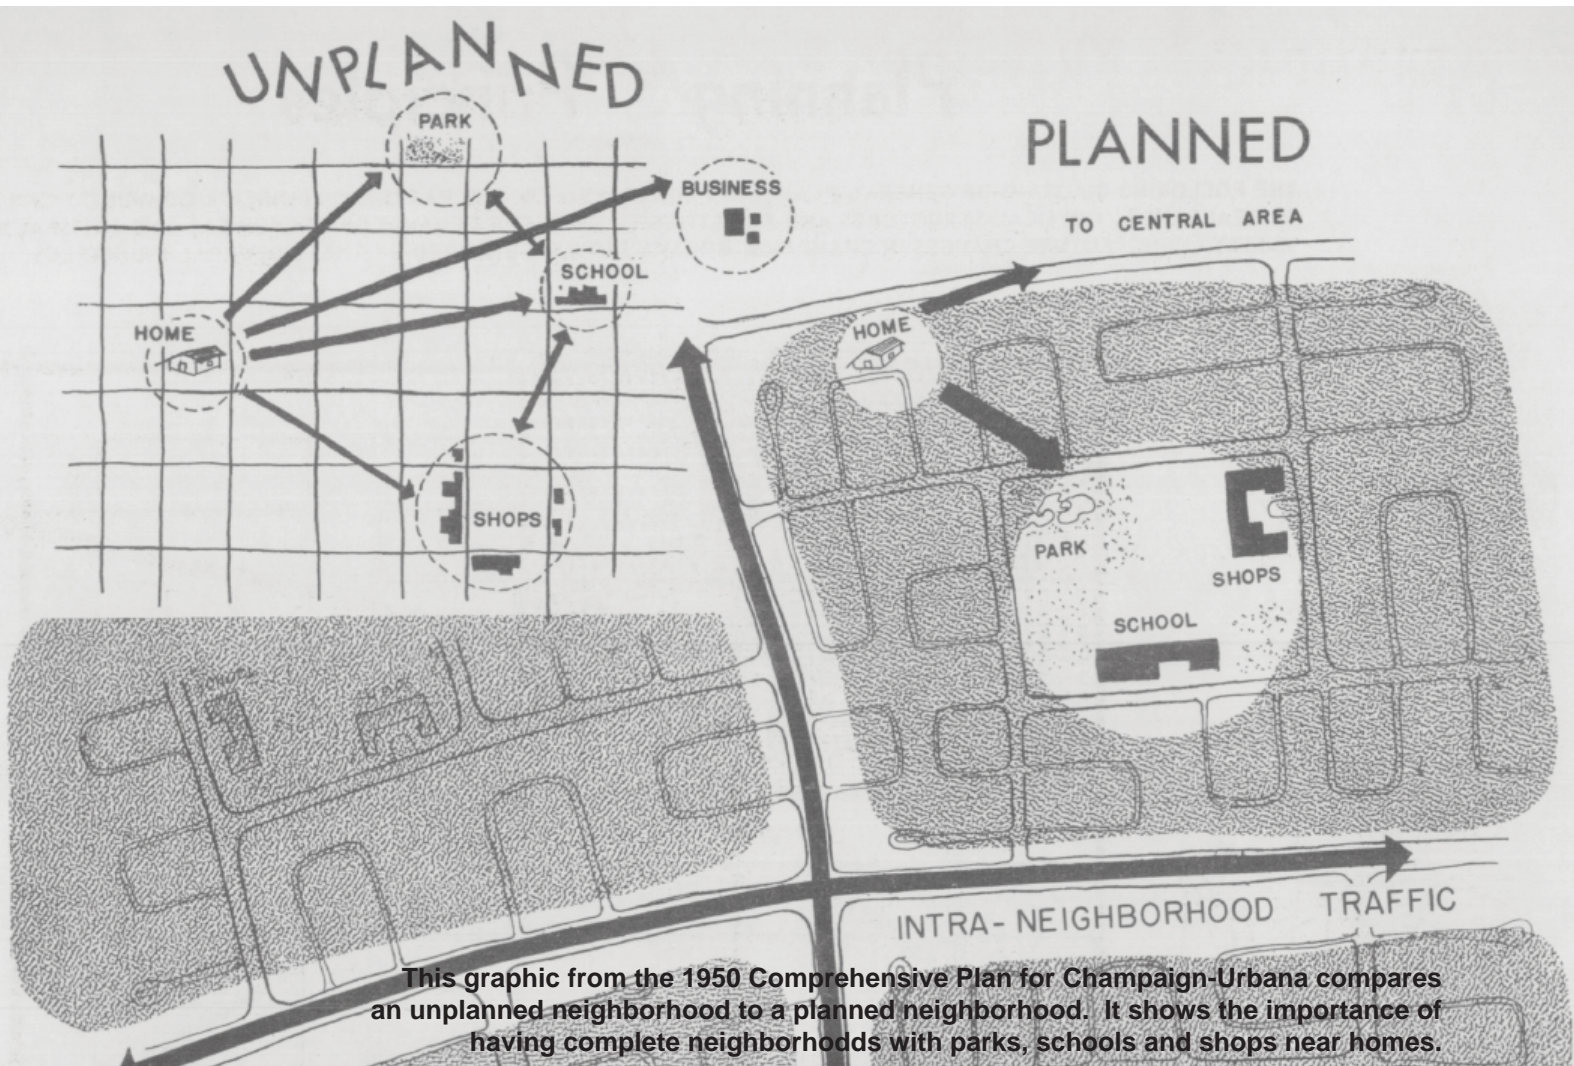 UNPLANNED
PARK
BUSINESS
SCHOOL
HOME
SHOPS
PLANNED
TO CENTRAL AREA
HOME
PARK
SHOPS
SCHOOL
INTRA-NEIGHBORHOOD TRAFFIC
This graphic from the 1950 Comprehensive Plan for Champaign-Urbana compares
an unplanned neighborhood to a planned neighborhood. It shows the importance of
having complete neighborhodds with parks, schools and shops near homes.